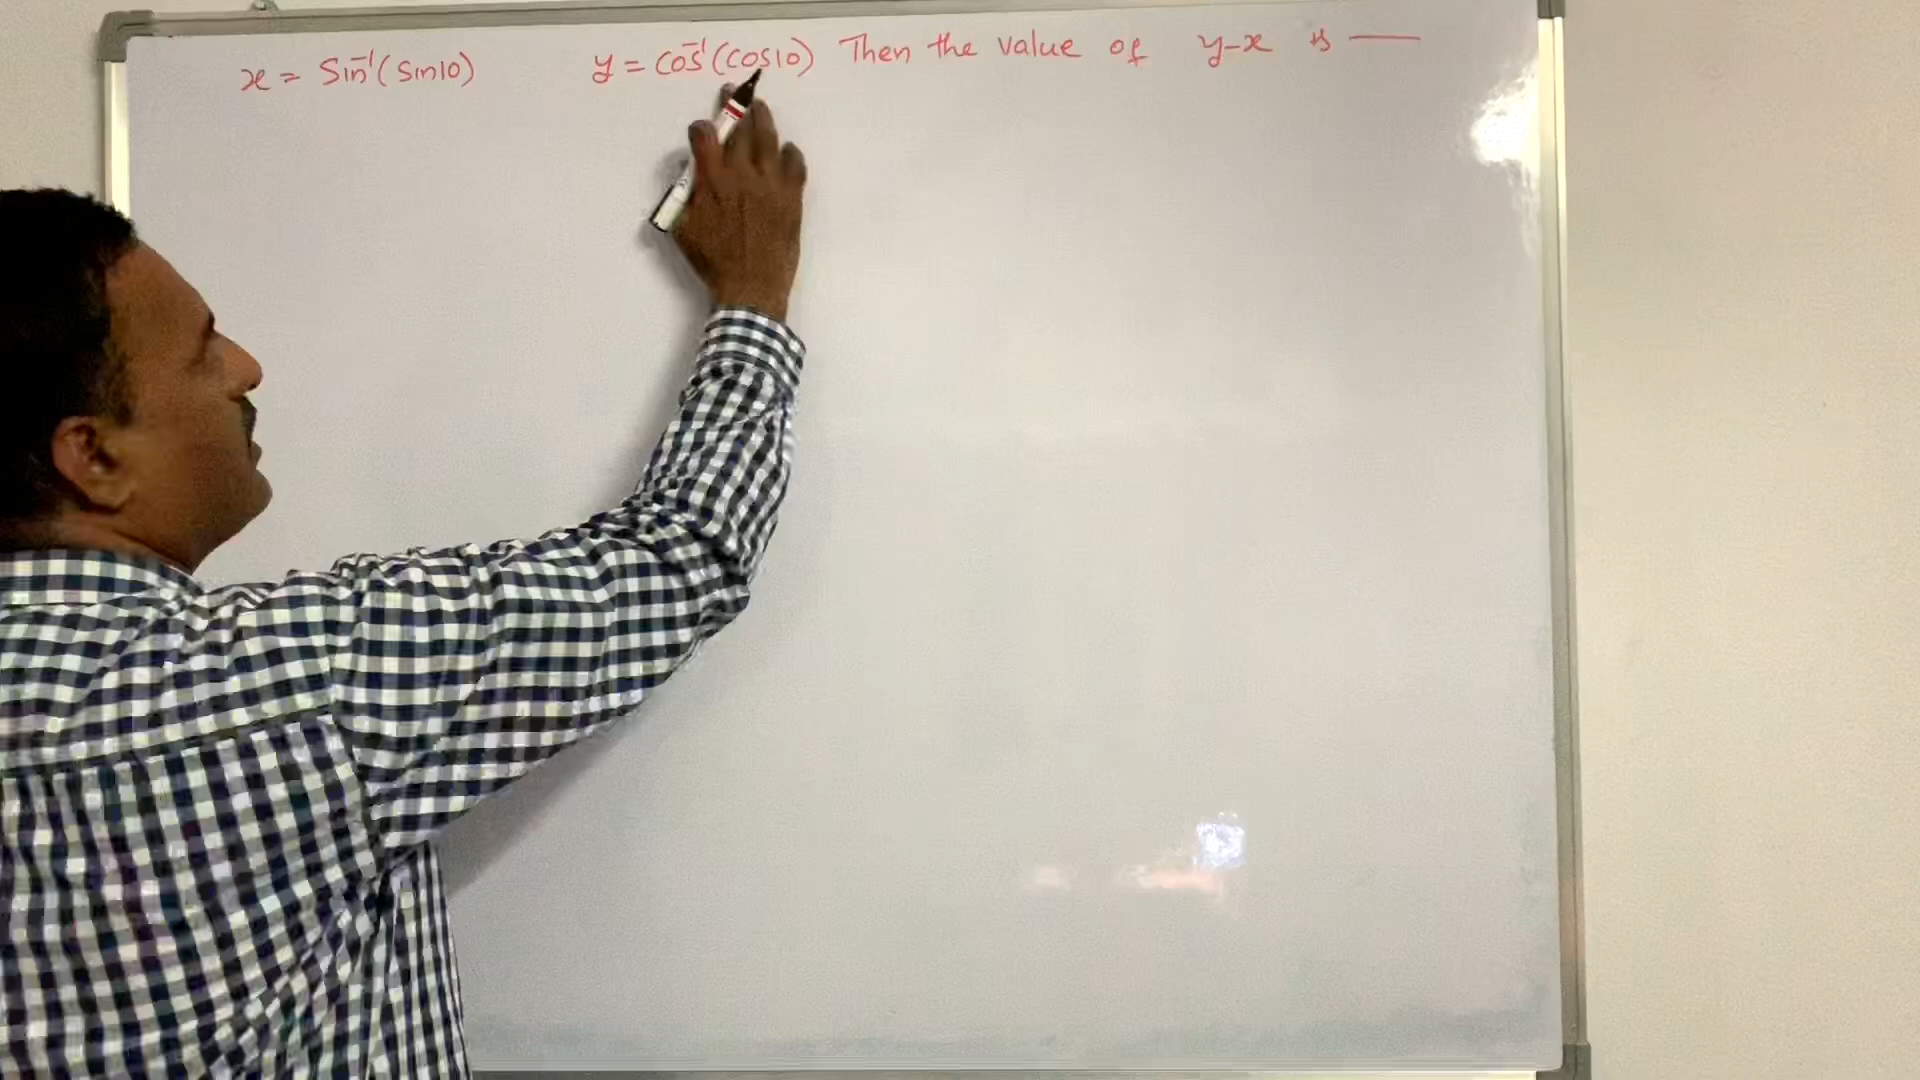 x = Sin⁻¹(Sin10) y = Cos⁻¹(Cos10) Then the value of y-x is ——